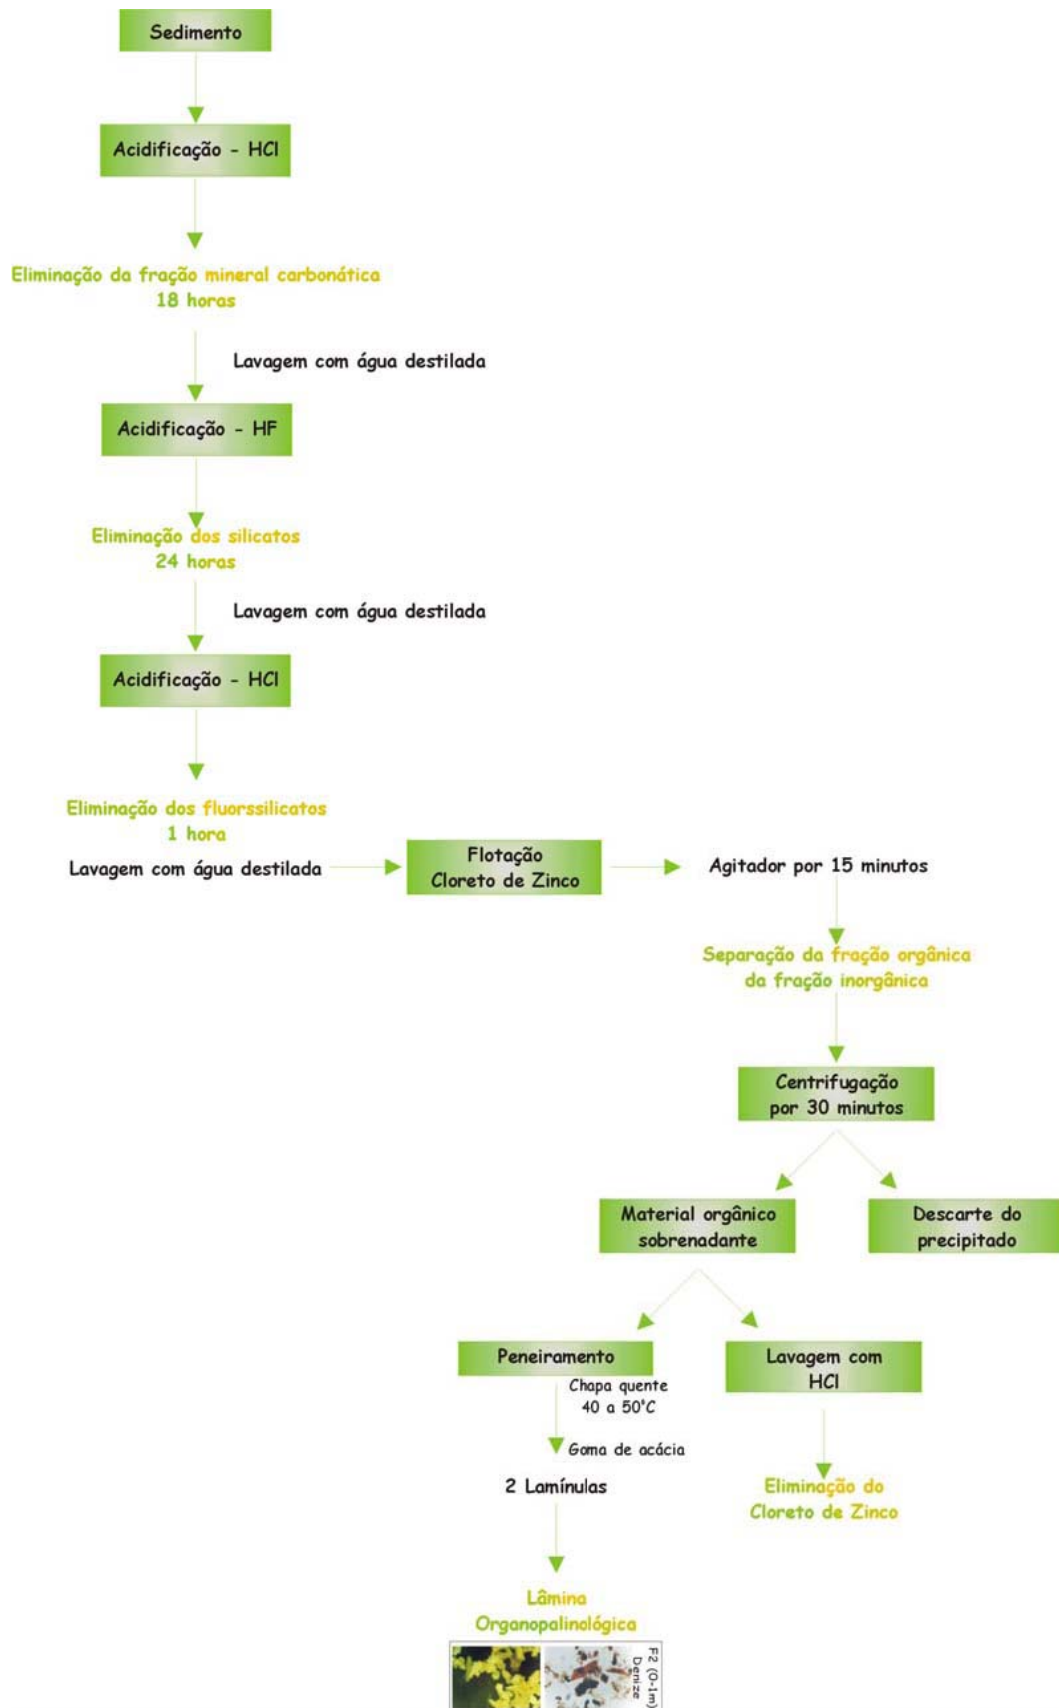 Sedimento
Acidificação - HCl
Eliminação da fração mineral carbonática
18 horas
Lavagem com água destilada
Acidificação - HF
Eliminação dos silicatos
24 horas
Lavagem com água destilada
Acidificação - HCl
Eliminação dos fluorssilicatos
1 hora
Lavagem com água destilada
Flotação
Cloreto de Zinco
Agitador por 15 minutos
Separação da fração orgânica
da fração inorgânica
Centrifugação
por 30 minutos
Material orgânico
sobrenadante
Descarte do
precipitado
Peneiramento
Lavagem com
HCl
Chapa quente
40 a 50°C
Goma de acácia
2 Lamínulas
Eliminação do
Cloreto de Zinco
Lâmina
Organopalinológica
F2 (0-1m)
Denize